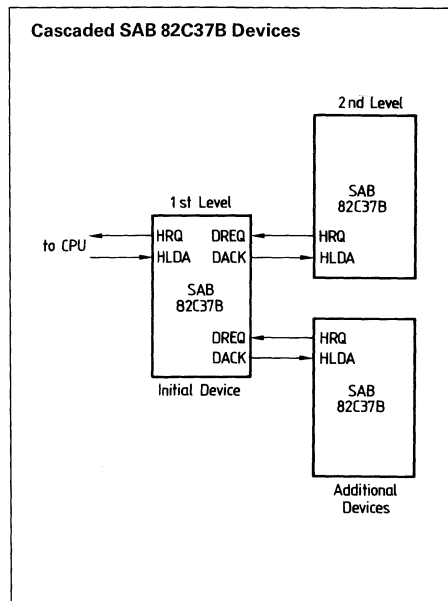 Cascaded SAB 82C37B Devices
2nd Level
SAB
82C37B
HRQ
HLDA
1st Level
to CPU
HRQ DREQ
HLDA DACK
SAB
82C37B
DREQ
DACK
Initial Device
HRQ
HLDA
SAB
82C37B
Additional
Devices